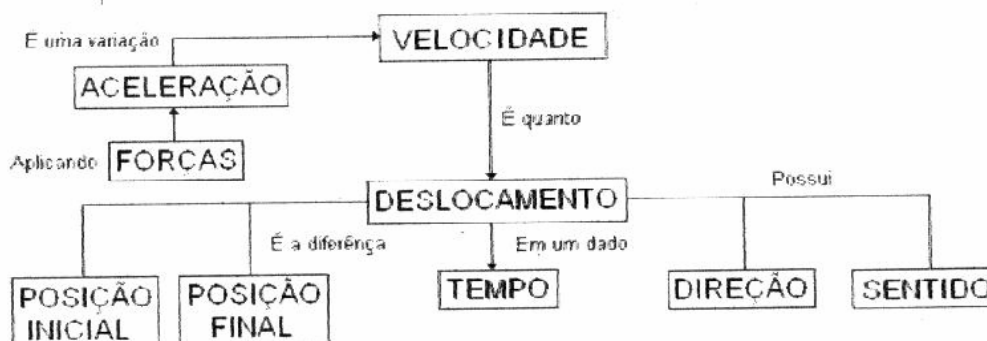 É uma variação
VELOCIDADE
ACELERAÇÃO
É quanto
Aplicando
FORÇAS
Possui
DESLOCAMENTO
É a diferênça
Em um dado
POSIÇÃO
INICIAL
POSIÇÃO
FINAL
TEMPO
DIREÇÃO
SENTIDO